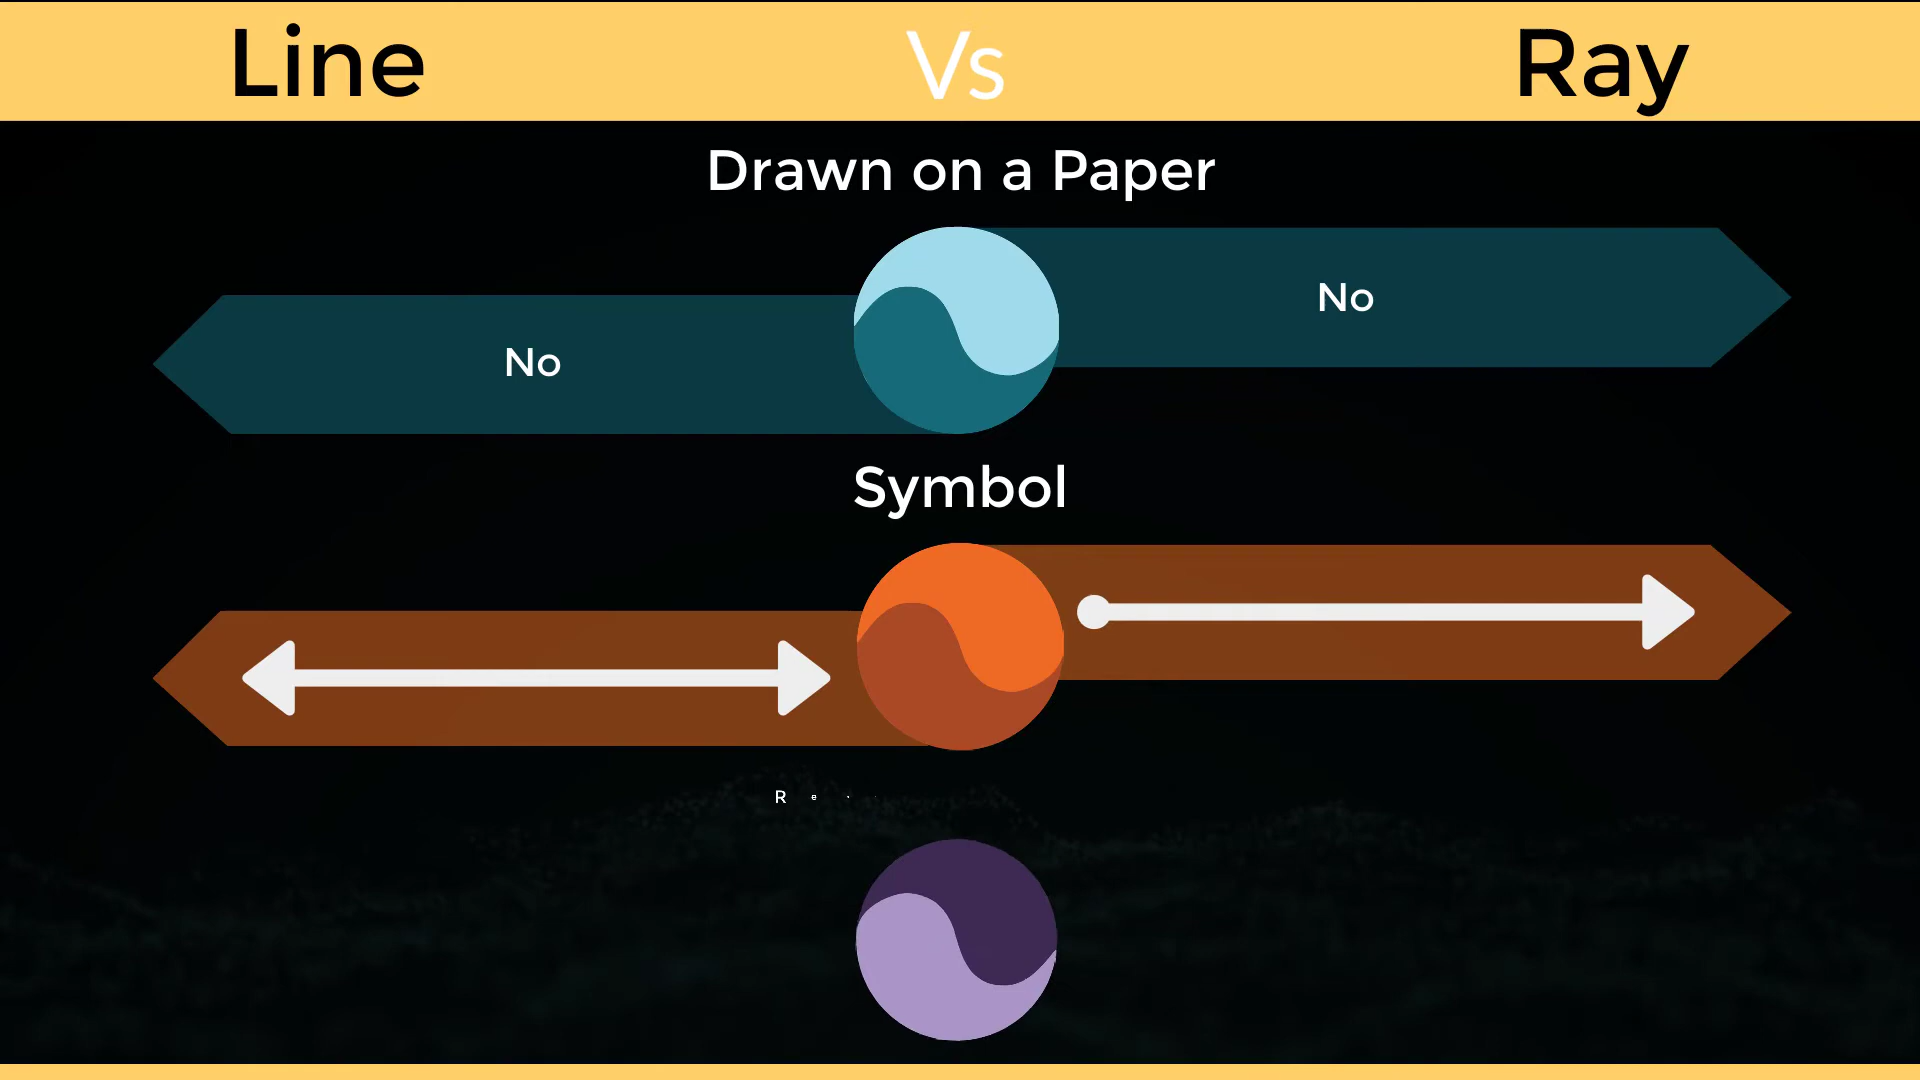 Line Vs Ray
Drawn on a Paper
No
No
Symbol